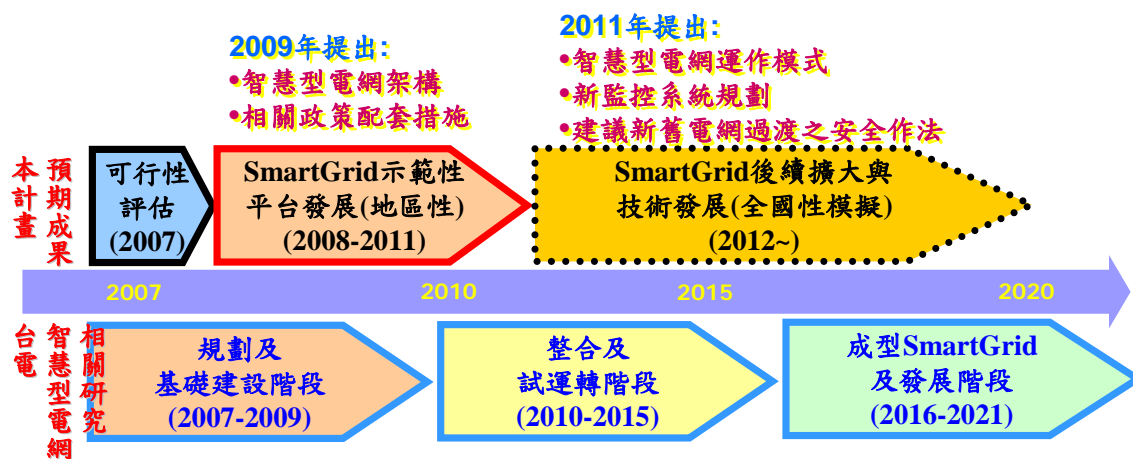 2009年提出:
•智慧型電網架構
•相關政策配套措施
2011年提出:
•智慧型電網運作模式
•新監控系統規劃
•建議新舊電網過渡之安全作法
本計畫
預期成果
可行性
評估
(2007)
SmartGrid示範性
平台發展(地區性)
(2008-2011)
SmartGrid後續擴大與
技術發展(全國性模擬)
(2012~)
2007
2010
2015
2020
台電
智慧型電網
相關研究
規劃及
基礎建設階段
(2007-2009)
整合及
試運轉階段
(2010-2015)
成型SmartGrid
及發展階段
(2016-2021)